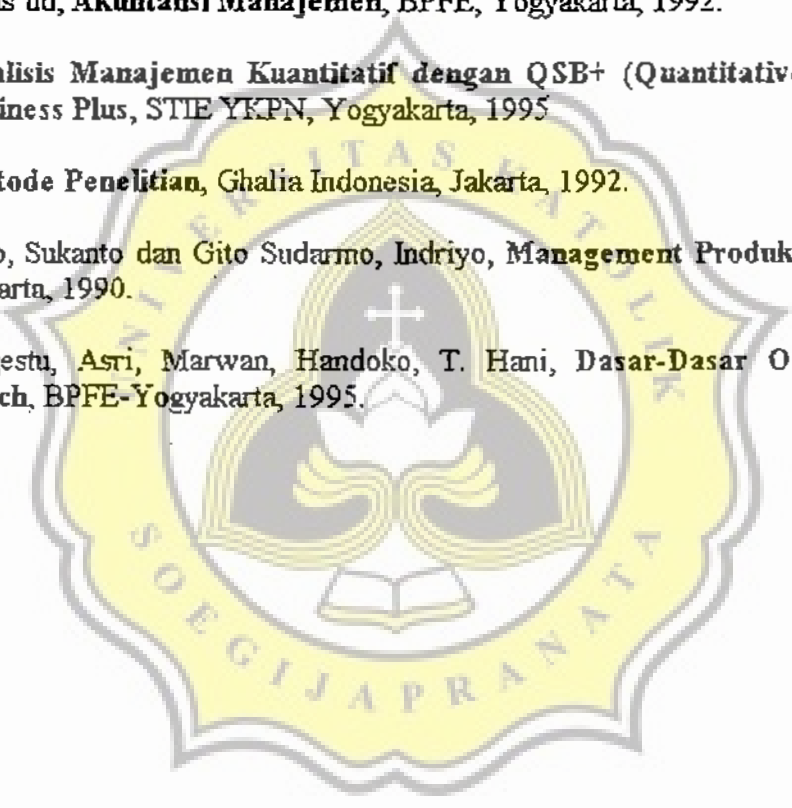 dd, Akuntansi Manajemen, BPFE, Yogyakarta, 1992.
alisis Manajemen Kuantitatif dengan QSB+ (Quantitative
iness Plus, STIE YKPN, Yogyakarta, 1995
tode Penelitian, Ghalia Indonesia, Jakarta, 1992.
o, Sukanto dan Gito Sudarmo, Indriyo, Management Produk
arta, 1990.
estu, Asri, Marwan, Handoko, T. Hani, Dasar-Dasar O
ch, BPFE-Yogyakarta, 1995.
UNIVERSITAS KATOLIK
SOEGIJAPRANATA